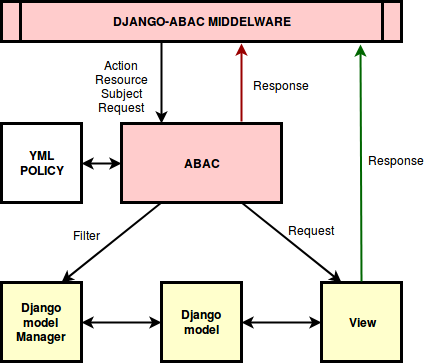 DJANGO-ABAC MIDDELWARE
Action
Resource
Subject
Request
Response
Response
YML
POLICY
ABAC
Filter
Request
Django
model
Manager
Django
model
View